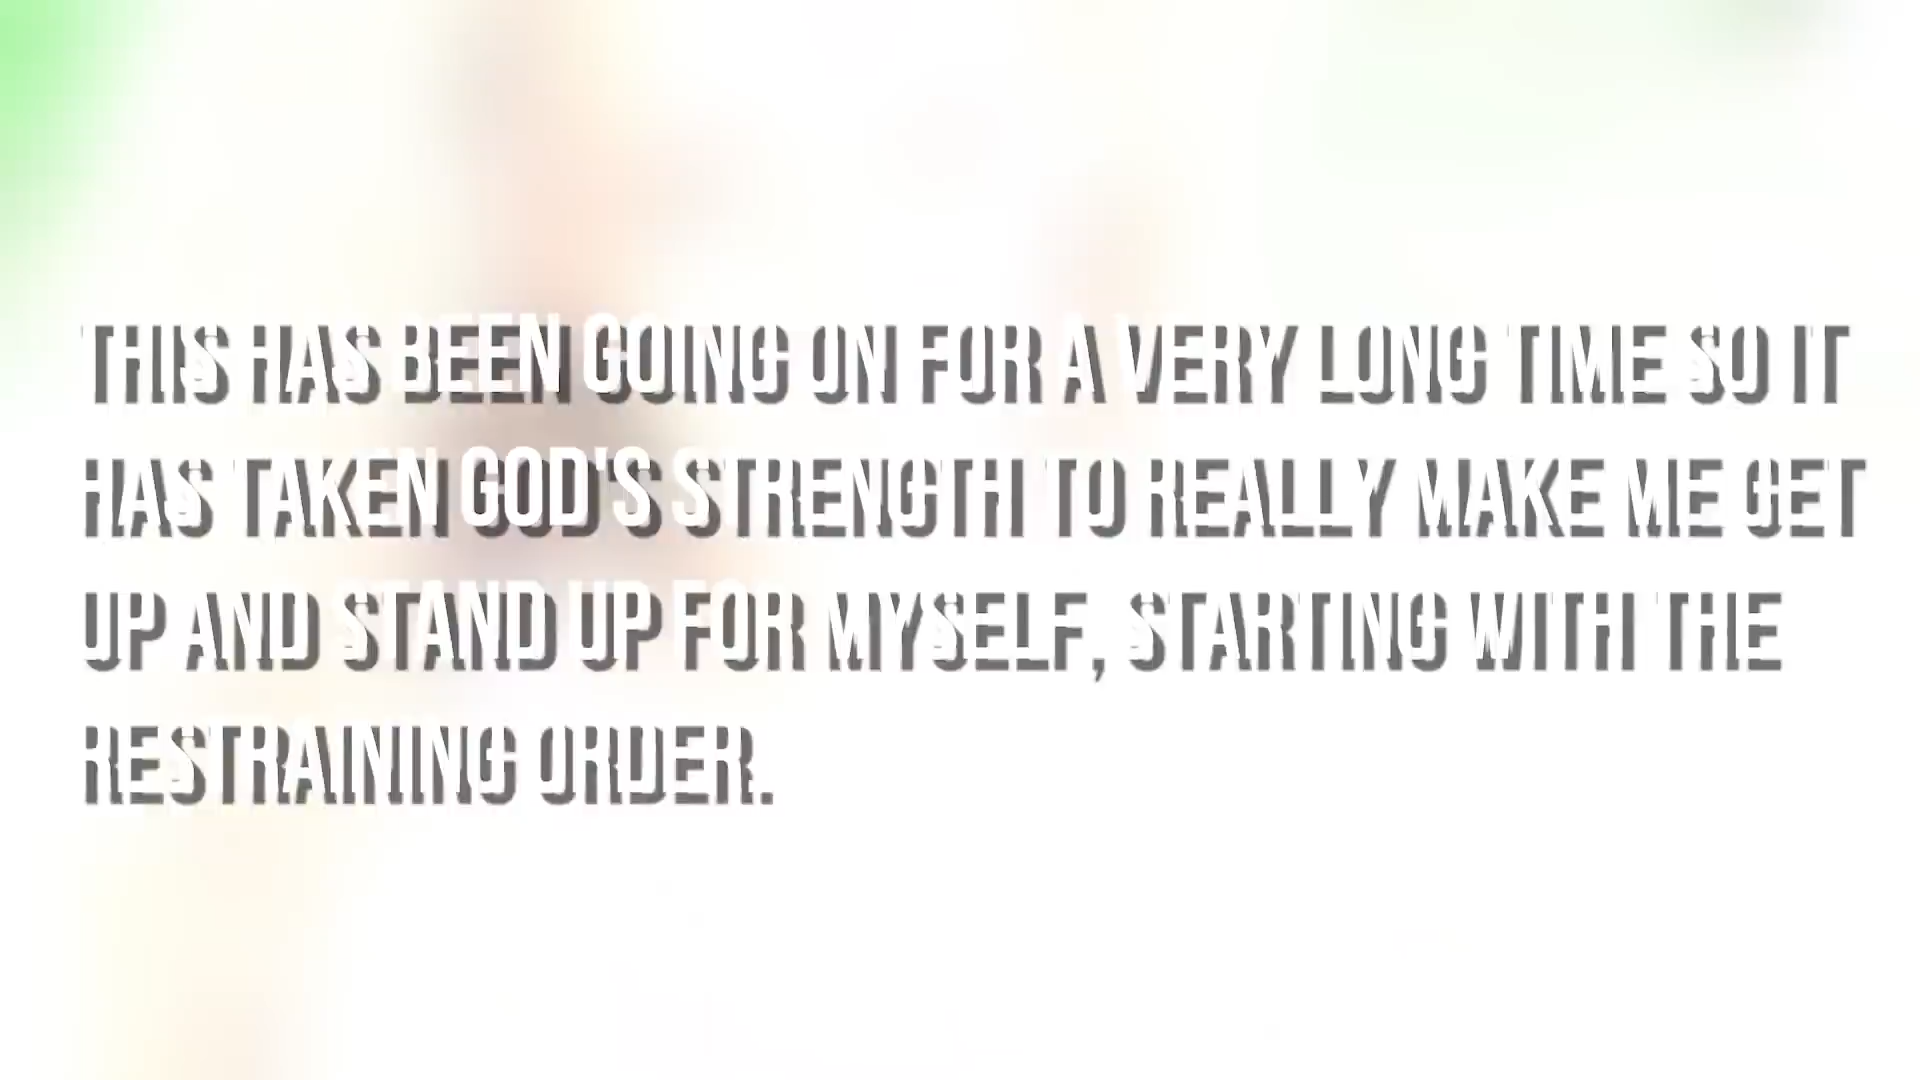 THIS HAS BEEN GOING ON FOR A VERY LONG TIME SO IT
HAS TAKEN GOD'S STRENGTH TO REALLY MAKE ME GET
UP AND STAND UP FOR MYSELF, STARTING WITH THE
RESTRAINING ORDER.